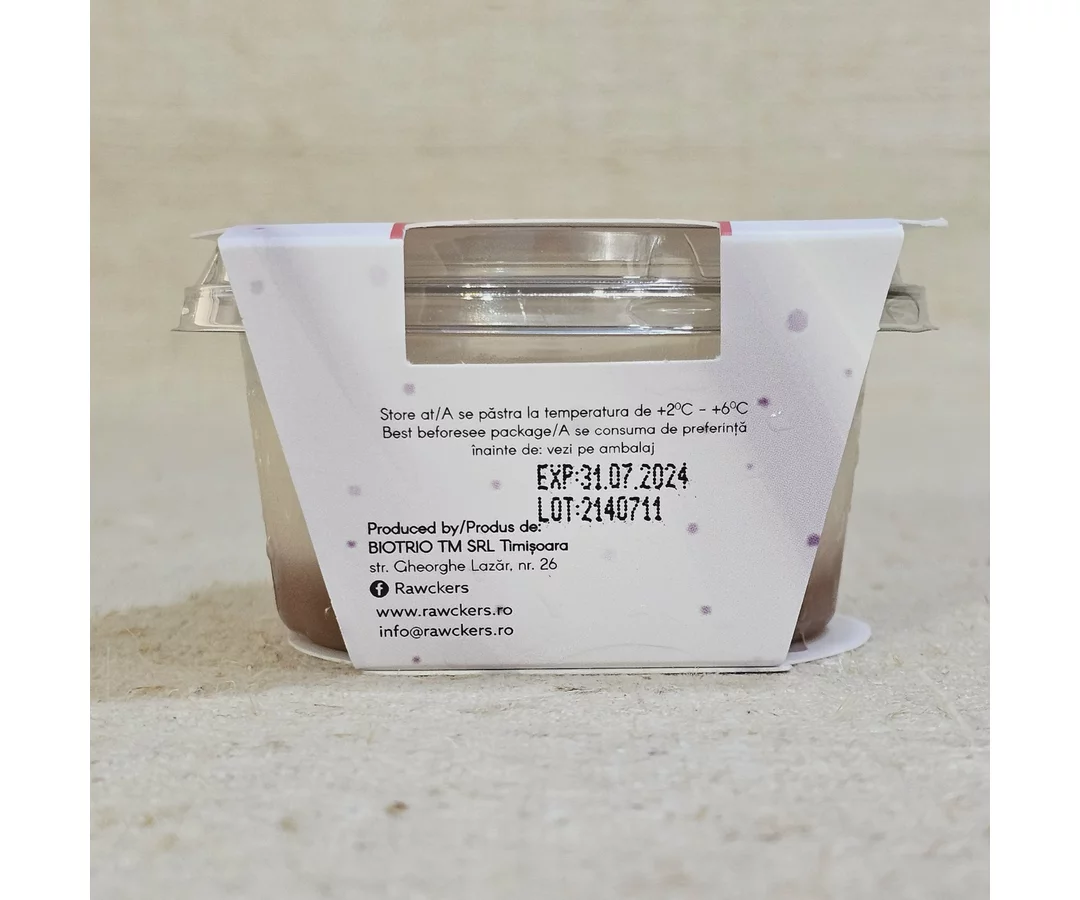 Store at/A se păstra la temperatura de +2⁰C - +6⁰C
Best beforesee package/A se consuma de preferință
înainte de: vezi pe ambalaj
EXP:31.07.2024
LOT:2140711
Produced by/Produs de:
BIOTRIO TM SRL Timișoara
str. Gheorghe Lazăr, nr. 26
Rawckers
www.rawckers.ro
info@rawckers.ro